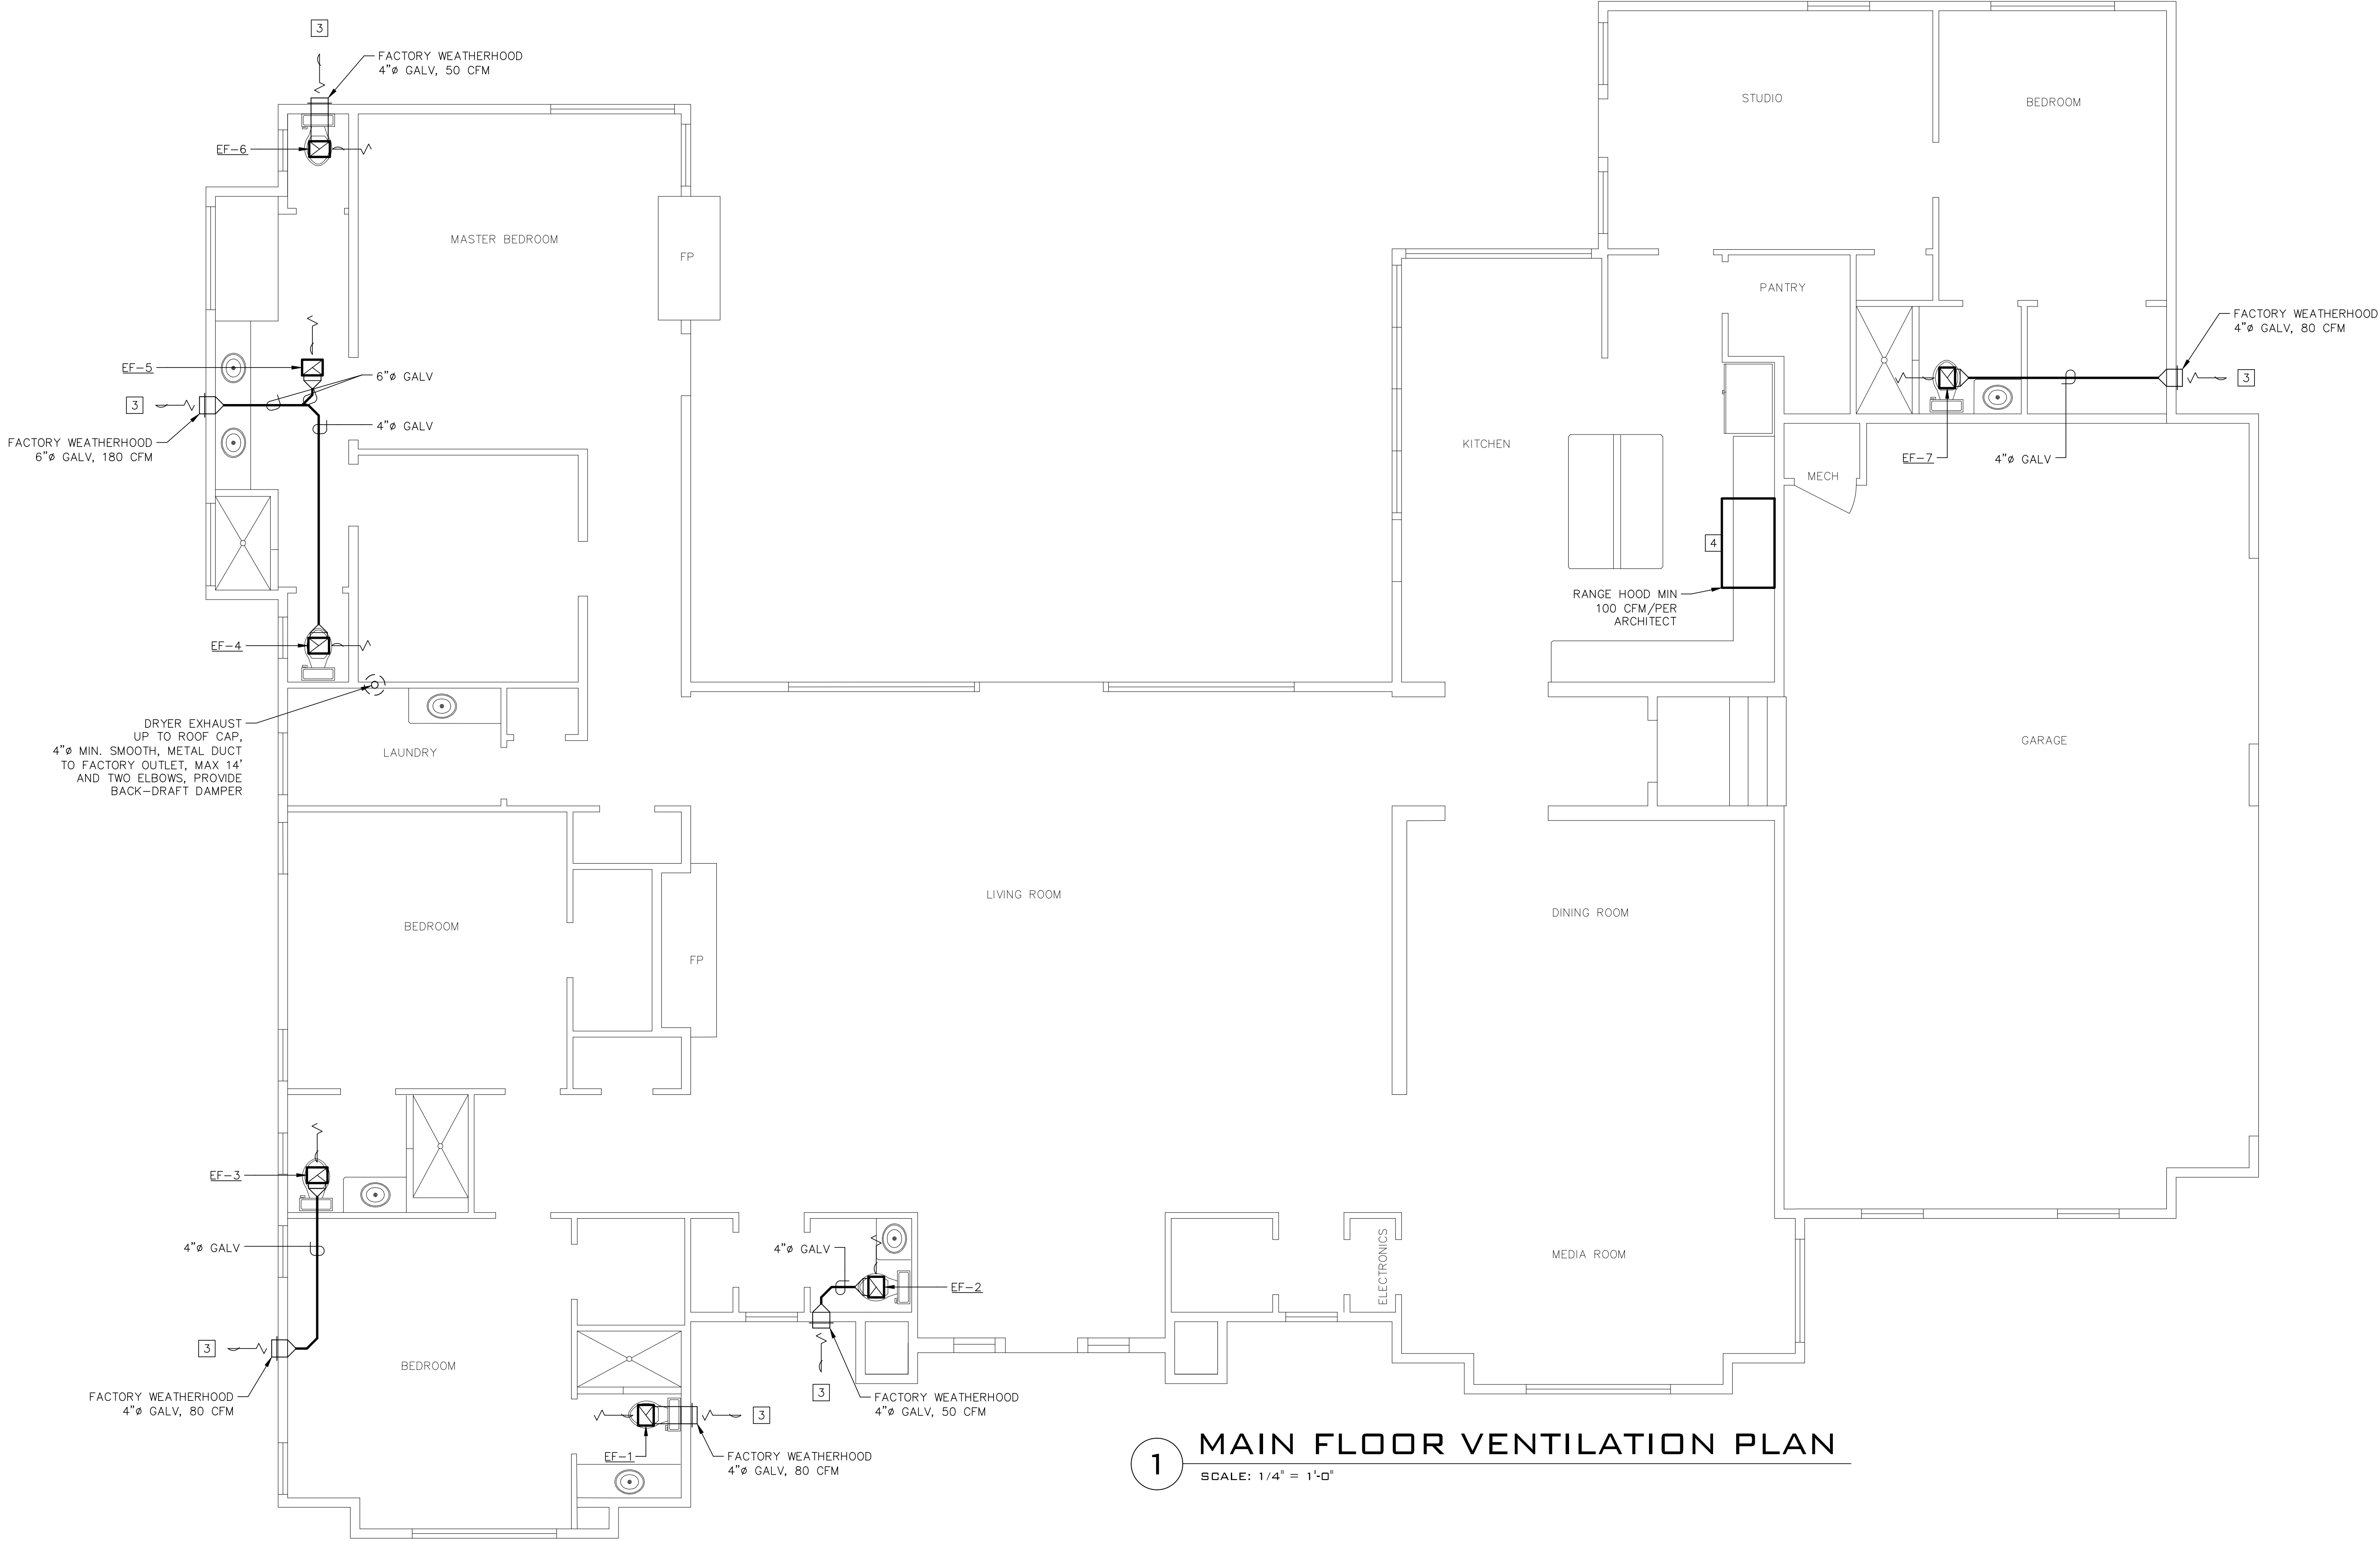 3
FACTORY WEATHERHOOD
4"ø GALV, 50 CFM
EF-6
STUDIO
BEDROOM
MASTER BEDROOM
FP
PANTRY
FACTORY WEATHERHOOD
4"ø GALV, 80 CFM
EF-5
6"ø GALV
3
3
4"ø GALV
FACTORY WEATHERHOOD
6"ø GALV, 180 CFM
KITCHEN
EF-7
4"ø GALV
MECH
4
RANGE HOOD MIN
100 CFM/PER
ARCHITECT
EF-4
DRYER EXHAUST
UP TO ROOF CAP,
4"ø MIN. SMOOTH, METAL DUCT
TO FACTORY OUTLET, MAX 14'
AND TWO ELBOWS, PROVIDE
BACK-DRAFT DAMPER
LAUNDRY
GARAGE
LIVING ROOM
DINING ROOM
BEDROOM
FP
EF-3
4"ø GALV
4"ø GALV
EF-2
ELECTRONICS
MEDIA ROOM
3
BEDROOM
FACTORY WEATHERHOOD
4"ø GALV, 80 CFM
3
FACTORY WEATHERHOOD
4"ø GALV, 50 CFM
3
EF-1
FACTORY WEATHERHOOD
4"ø GALV, 80 CFM
1
MAIN FLOOR VENTILATION PLAN
SCALE: 1/4" = 1'-0"